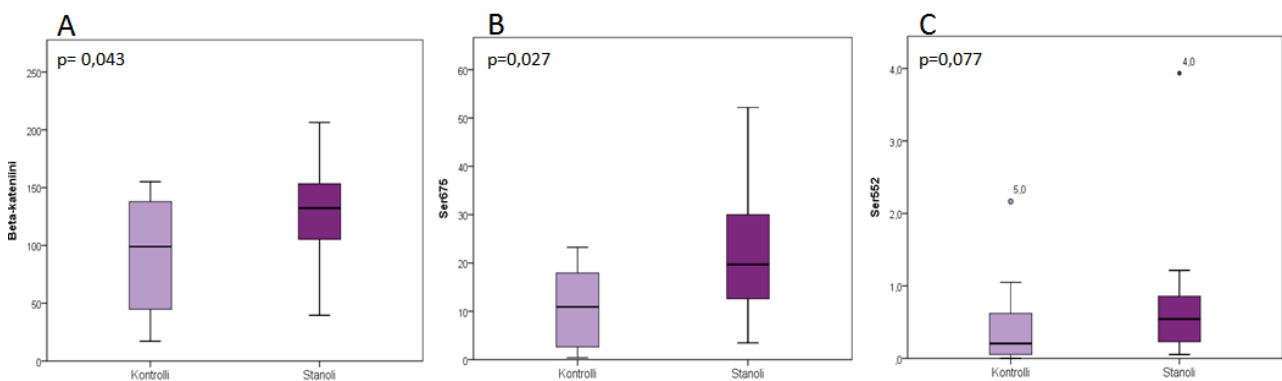 A
p= 0,043
Beta-kateniini
250
200
150
100
50
0
Kontrolli
Stanoli
B
p=0,027
Ser675
60
50
40
30
20
10
0
Kontrolli
Stanoli
C
p=0,077
Ser552
4,0
3,0
2,0
1,0
,0
5,0
4,0
Kontrolli
Stanoli